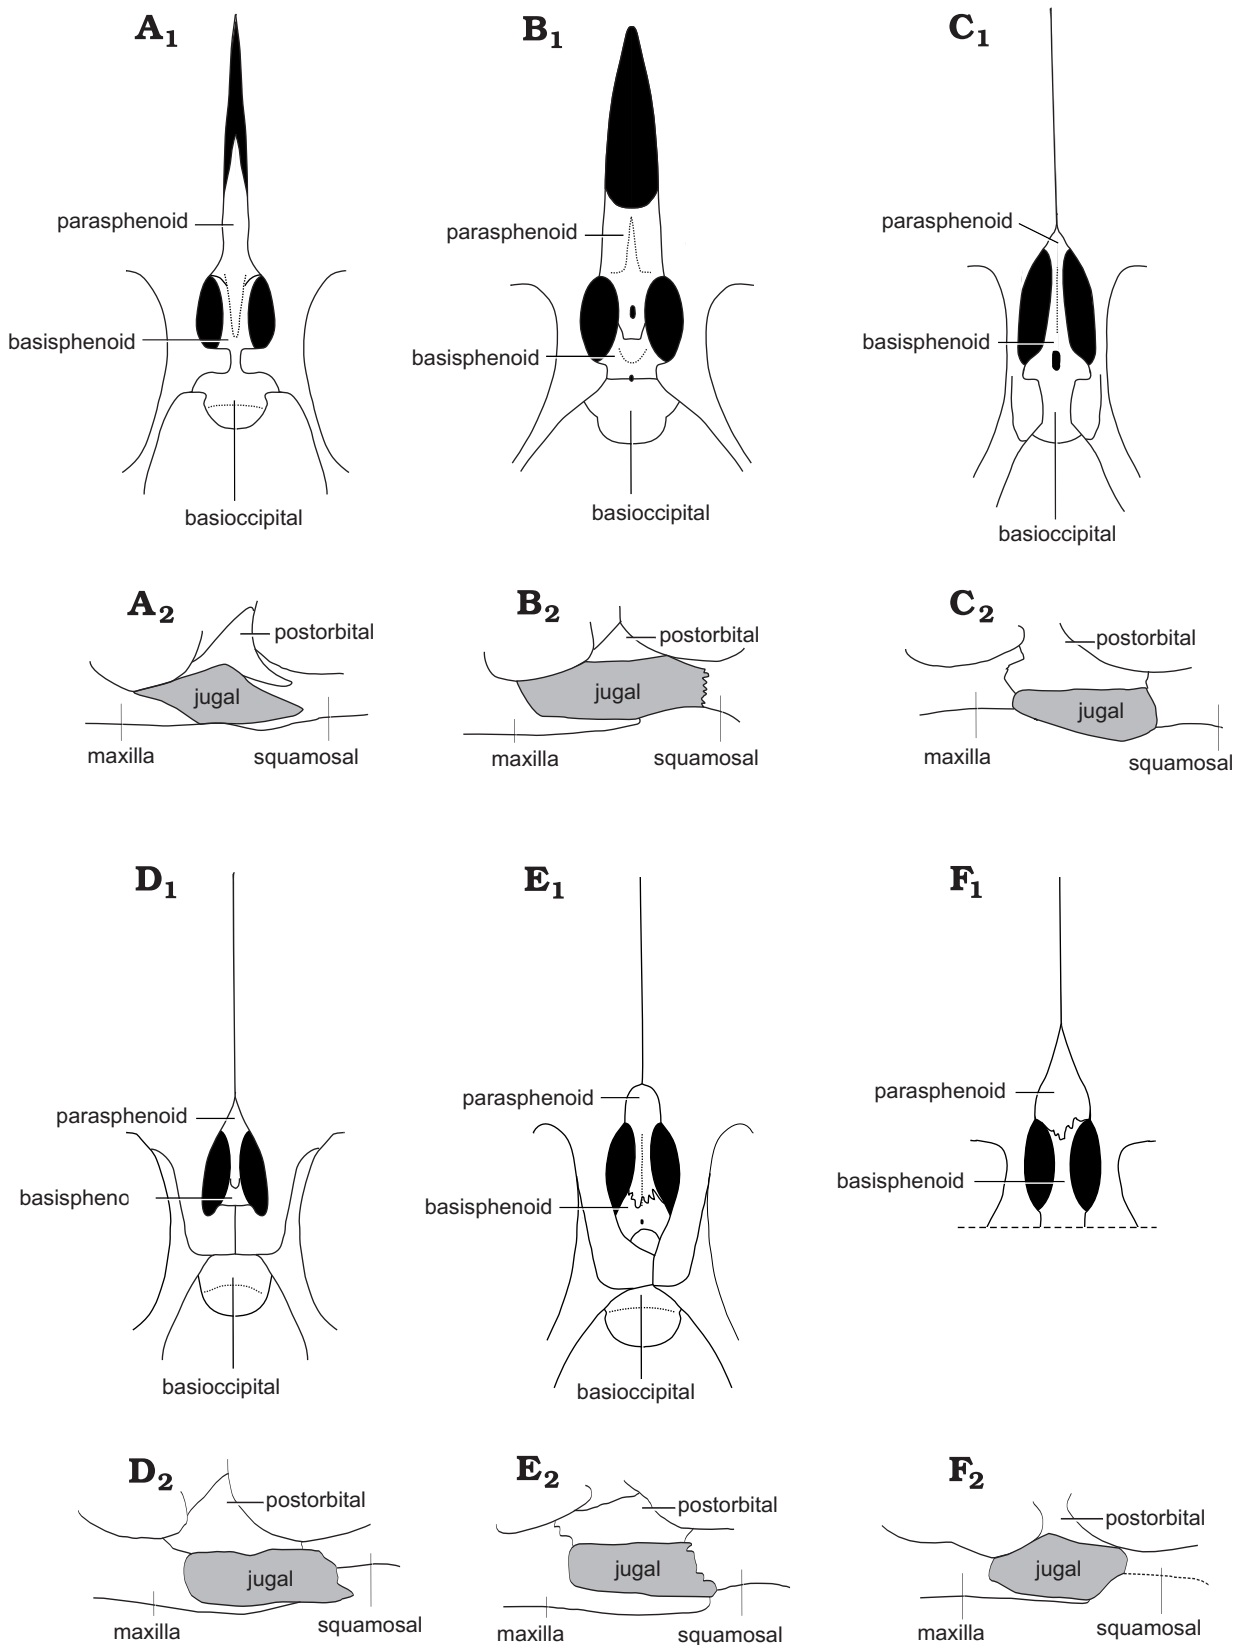 A1
B1
C1
parasphenoid
parasphenoid
parasphenoid
basisphenoid
basisphenoid
basisphenoid
basioccipital
basioccipital
basioccipital
A2
B2
C2
postorbital
postorbital
postorbital
jugal
jugal
jugal
maxilla
squamosal
maxilla
squamosal
maxilla
squamosal
D1
E1
F1
parasphenoid
parasphenoid
parasphenoid
basispheno
basisphenoid
basisphenoid
basioccipital
basioccipital
D2
E2
F2
postorbital
postorbital
postorbital
jugal
jugal
jugal
maxilla
squamosal
maxilla
squamosal
maxilla
squamosal